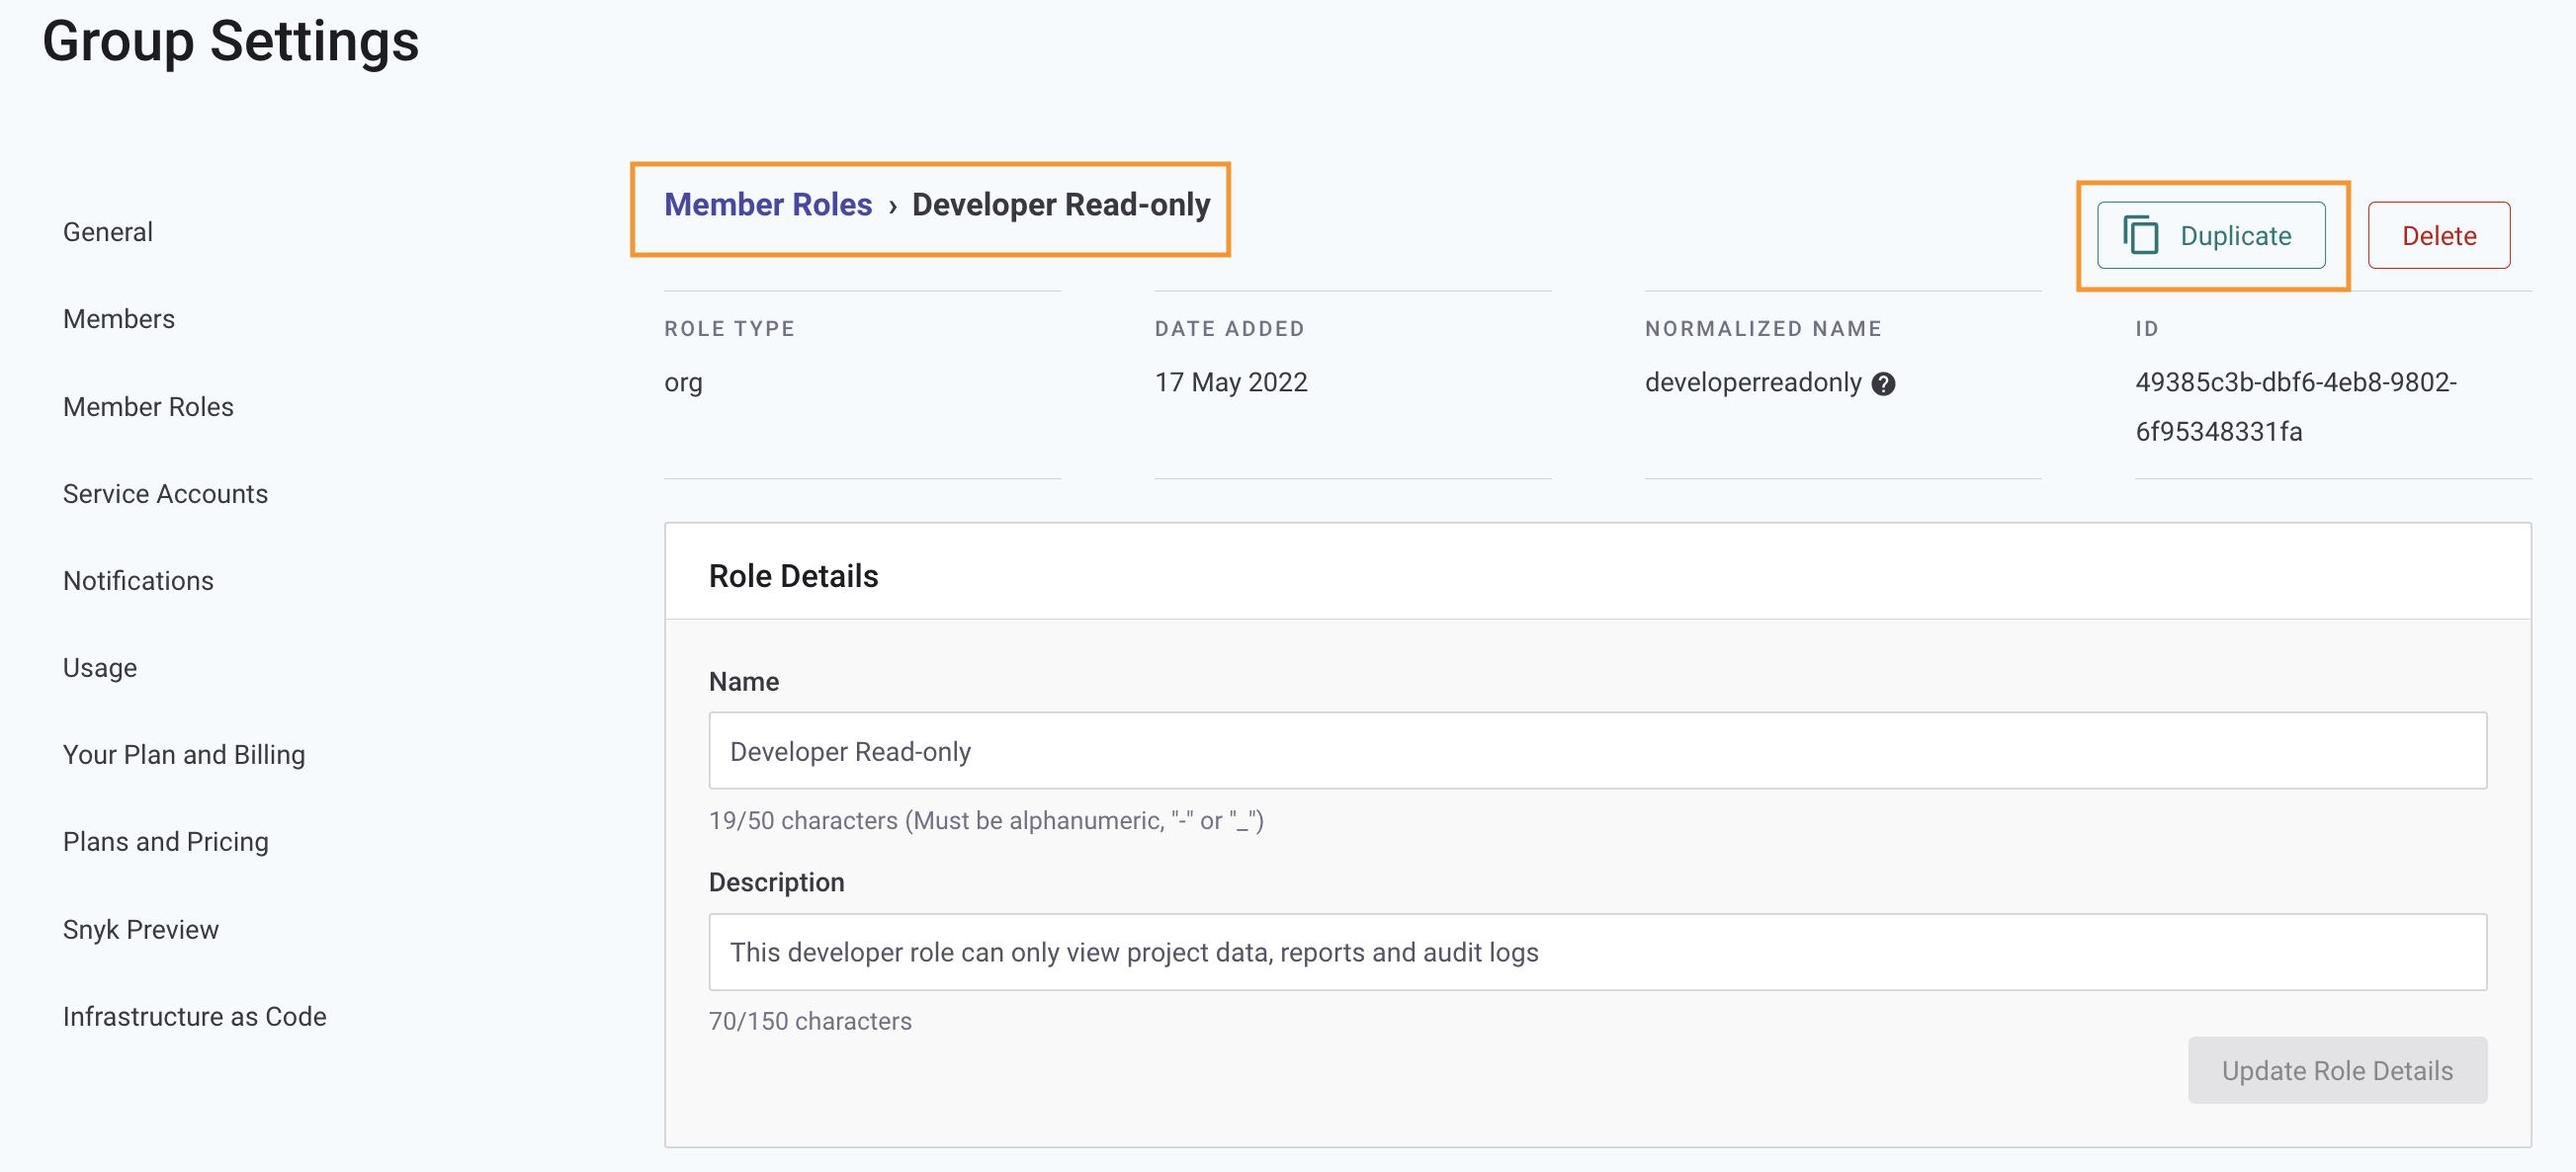 Group Settings
General
Members
Member Roles
Service Accounts
Notifications
Usage
Your Plan and Billing
Plans and Pricing
Snyk Preview
Infrastructure as Code
Member Roles › Developer Read-only
Duplicate
Delete
ROLE TYPE
org
DATE ADDED
17 May 2022
NORMALIZED NAME
developerreadonly ?
ID
49385c3b-dbf6-4eb8-9802-
6f95348331fa
Role Details
Name
Developer Read-only
19/50 characters (Must be alphanumeric, "-" or "_")
Description
This developer role can only view project data, reports and audit logs
70/150 characters
Update Role Details